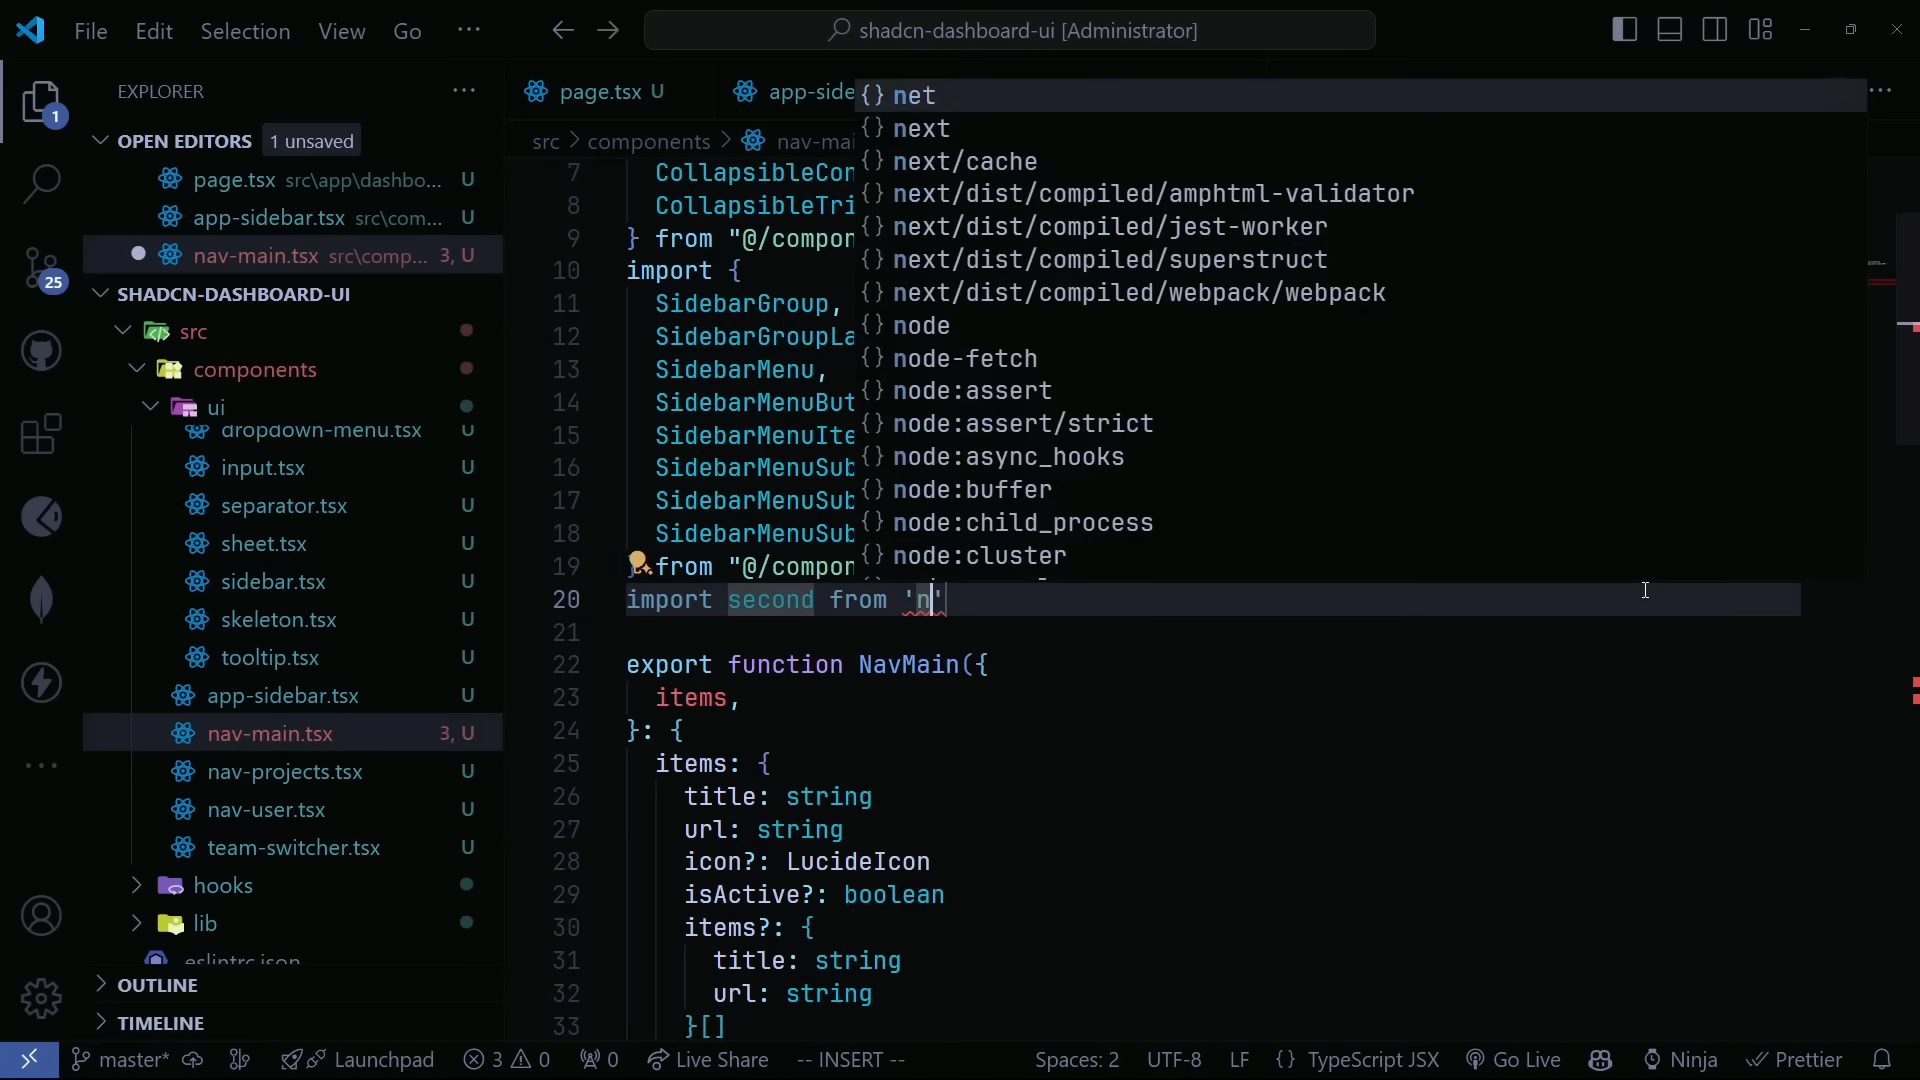 File Edit Selection View Go ···
shadcn-dashboard-ui [Administrator]
EXPLORER ···
1
OPEN EDITORS 1 unsaved
page.tsx src\app\dashbo... U
app-sidebar.tsx src\com... U
nav-main.tsx src\comp... 3, U
25
SHADCN-DASHBOARD-UI
src
components
ui
dropdown-menu.tsx U
input.tsx U
separator.tsx U
sheet.tsx U
sidebar.tsx U
skeleton.tsx U
tooltip.tsx U
app-sidebar.tsx U
nav-main.tsx 3, U
nav-projects.tsx U
nav-user.tsx U
team-switcher.tsx U
hooks
lib
.eslintrc.json
OUTLINE
TIMELINE
page.tsx U app-side
src > components > nav-mai
7 CollapsibleCon
8 CollapsibleTri
9 } from "@/compon
10 import {
11 SidebarGroup,
12 SidebarGroupLa
13 SidebarMenu,
14 SidebarMenuBut
15 SidebarMenuIte
16 SidebarMenuSub
17 SidebarMenuSub
18 SidebarMenuSub
19 } from "@/compon
20 import second from 'n'
21
22 export function NavMain({
23 items,
24 }: {
25 items: {
26 title: string
27 url: string
28 icon?: LucideIcon
29 isActive?: boolean
30 items?: {
31 title: string
32 url: string
33 }[]
{} net
{} next
{} next/cache
{} next/dist/compiled/amphtml-validator
{} next/dist/compiled/jest-worker
{} next/dist/compiled/superstruct
{} next/dist/compiled/webpack/webpack
{} node
{} node-fetch
{} node:assert
{} node:assert/strict
{} node:async_hooks
{} node:buffer
{} node:child_process
{} node:cluster
master* Launchpad 3 0 0 Live Share -- INSERT -- Spaces: 2 UTF-8 LF {} TypeScript JSX Go Live Ninja Prettier